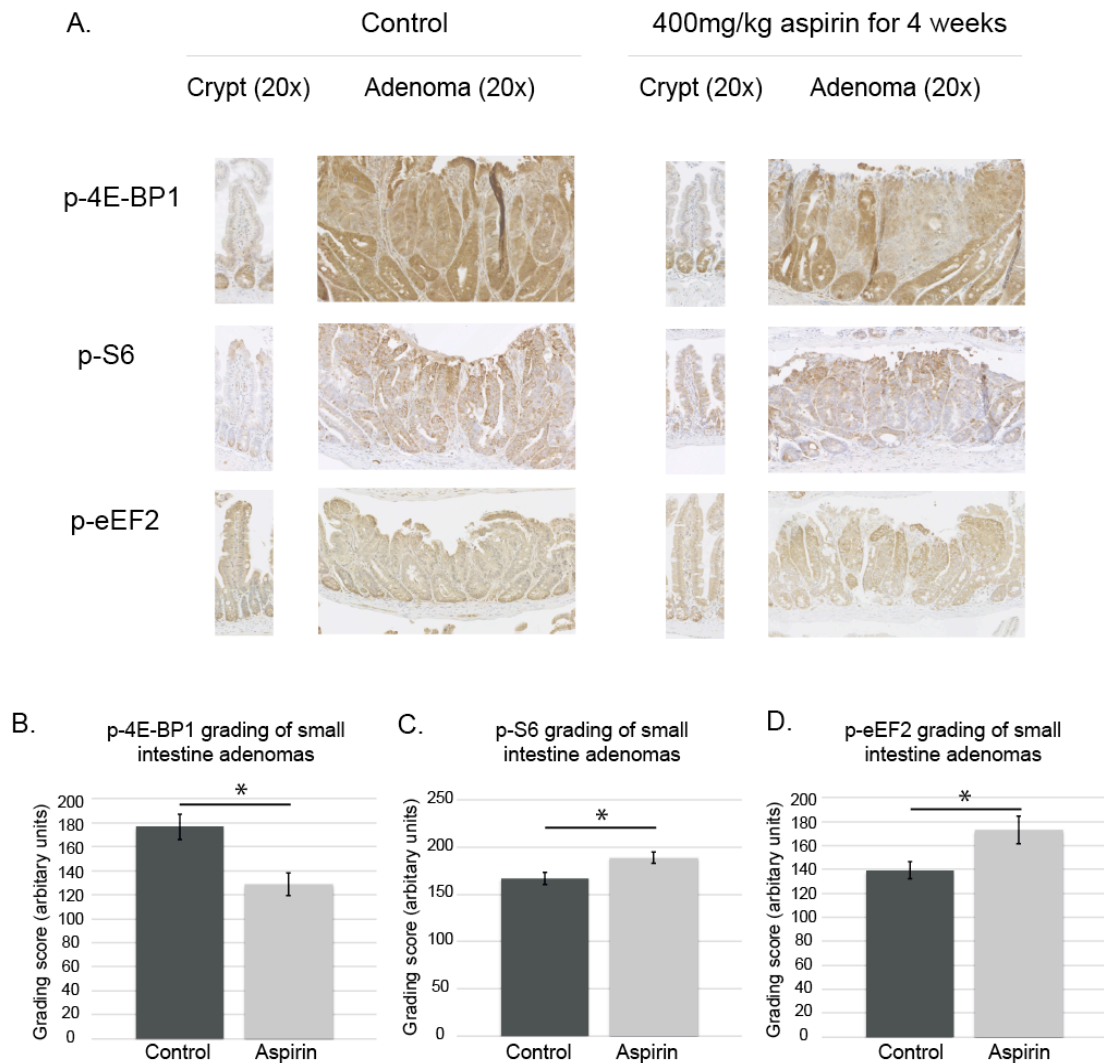 A.
Control
400mg/kg aspirin for 4 weeks
Crypt (20x)
Adenoma (20x)
Crypt (20x)
Adenoma (20x)
p-4E-BP1
p-S6
p-eEF2
B.
p-4E-BP1 grading of small
intestine adenomas
Grading score (arbitary units)
200
180
160
140
120
100
80
60
40
20
0
*
Control
Aspirin
C.
p-S6 grading of small
intestine adenomas
Grading score (arbitary units)
250
200
150
100
50
0
*
Control
Aspirin
D.
p-eEF2 grading of small
intestine adenomas
Grading score (arbitary units)
200
180
160
140
120
100
80
60
40
20
0
*
Control
Aspirin